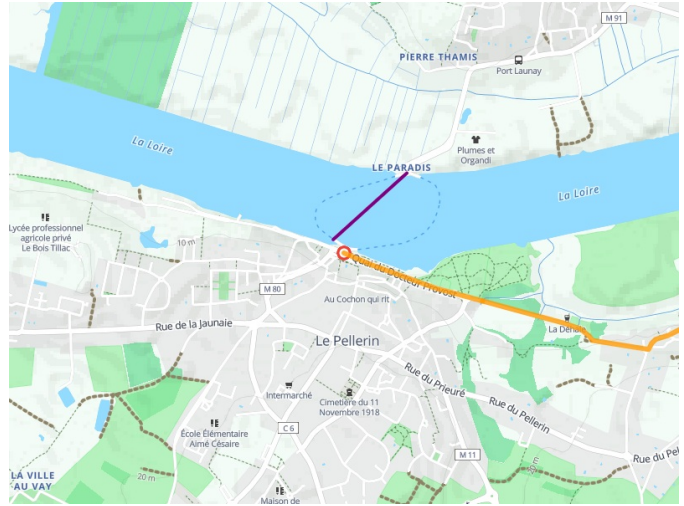 M 91
PIERRE THAMIS
Port Launay
La Loire
Plumes et
Organdi
LE PARADIS
La Loire
Lycée professionnel
agricole privé
Le Bois Tillac
10 m
Quai du Docteur Provost
M 80
Au Cochon qui rit
Rue de la Jaunaie
La Dérive
Le Pellerin
Rue du Prieuré
Intermarché
Cimetière du 11
Novembre 1918
Rue du Pellerin
C 6
École Élémentaire
Aimé Césaire
M 11
Rue du Pel
LA VILLE
AU VAY
20 m
Maison de